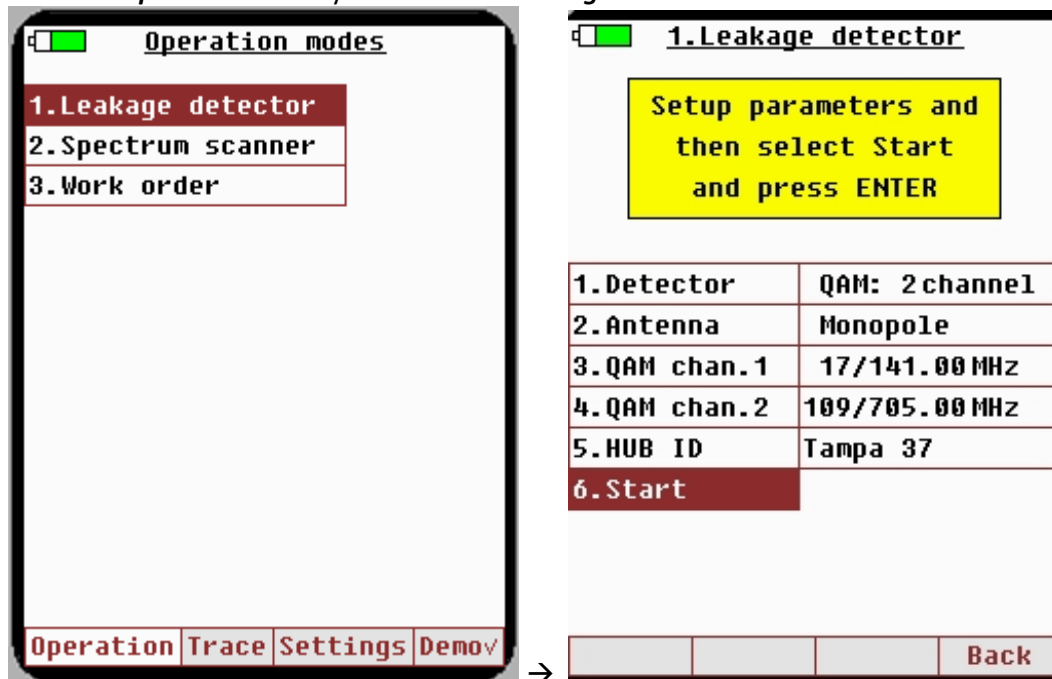 Operation modes
1.Leakage detector
2.Spectrum scanner
3.Work order
Operation Trace Settings Demo√
→
1.Leakage detector
Setup parameters and
then select Start
and press ENTER
1.Detector QAM: 2channel
2.Antenna Monopole
3.QAM chan.1 17/141.00MHz
4.QAM chan.2 109/705.00MHz
5.HUB ID Tampa 37
6.Start
Back